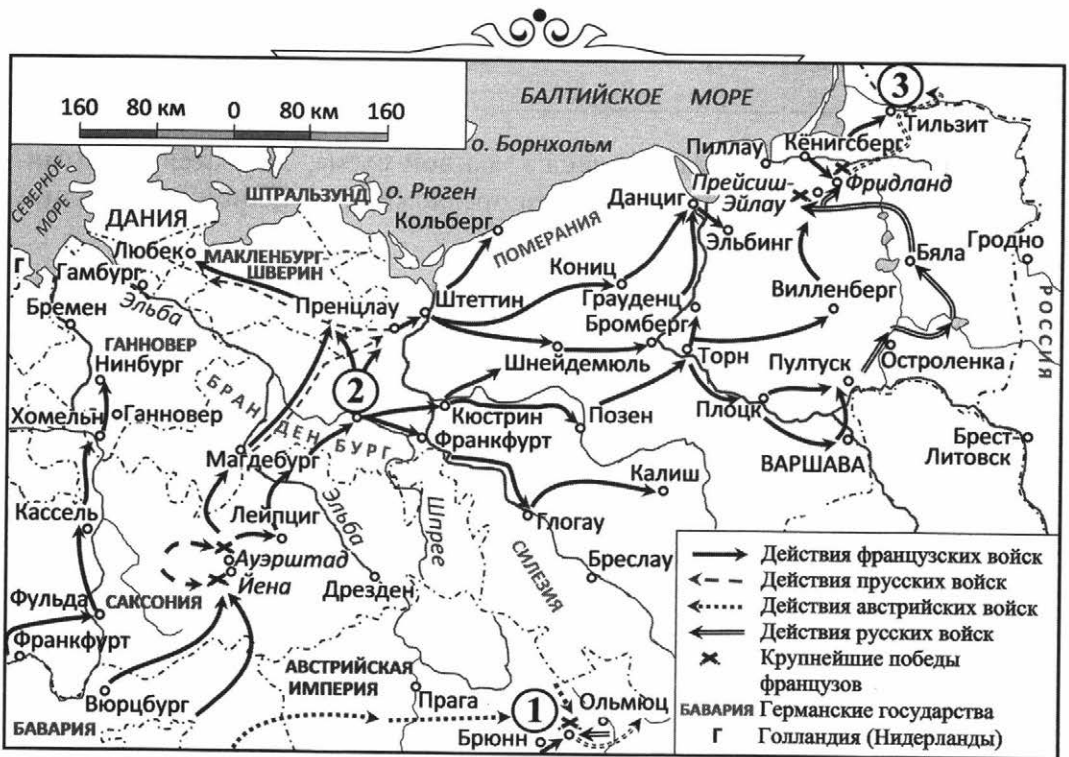 160 80 км 0 80 км 160
БАЛТИЙСКОЕ МОРЕ
3
Тильзит
о. Борнхольм
Пиллау
Кёнигсберг
СЕВЕРНОЕ
МОРЕ
ШТРАЛЬЗУНД
о. Рюген
Прейсиш-
Эйлау
Фридланд
ДАНИЯ
Кольберг
Данциг
ПОМЕРАНИЯ
Эльбинг
Любек
МАКЛЕНБУРГ-
ШВЕРИН
Г
Гамбург
Бяла
Гродно
Кониц
Бремен
Эльба
Пренцлау
Штеттин
Грауденц
Вилленберг
РОССИЯ
Бромберг
ГАННОВЕР
Нинбург
Шнейдемюль
Торн
Пултуск
Остроленка
БРАНДЕНБУРГ
2
Хомельн
Ганновер
Кюстрин
Позен
Плоцк
Франкфурт
Брест-
Литовск
Магдебург
ВАРШАВА
Калиш
Кассель
Лейпциг
Эльба
Шпрее
Глогау
Ауэрштад
Йена
СИЛЕЗИЯ
Бреслау
Дрезден
Фульда
САКСОНИЯ
Франкфурт
АВСТРИЙСКАЯ
ИМПЕРИЯ
Прага
Вюрцбург
1
Ольмюц
БАВАРИЯ
Брюнн
Действия французских войск
Действия прусских войск
Действия австрийских войск
Действия русских войск
Крупнейшие победы
французов
БАВАРИЯ Германские государства
Г Голландия (Нидерланды)